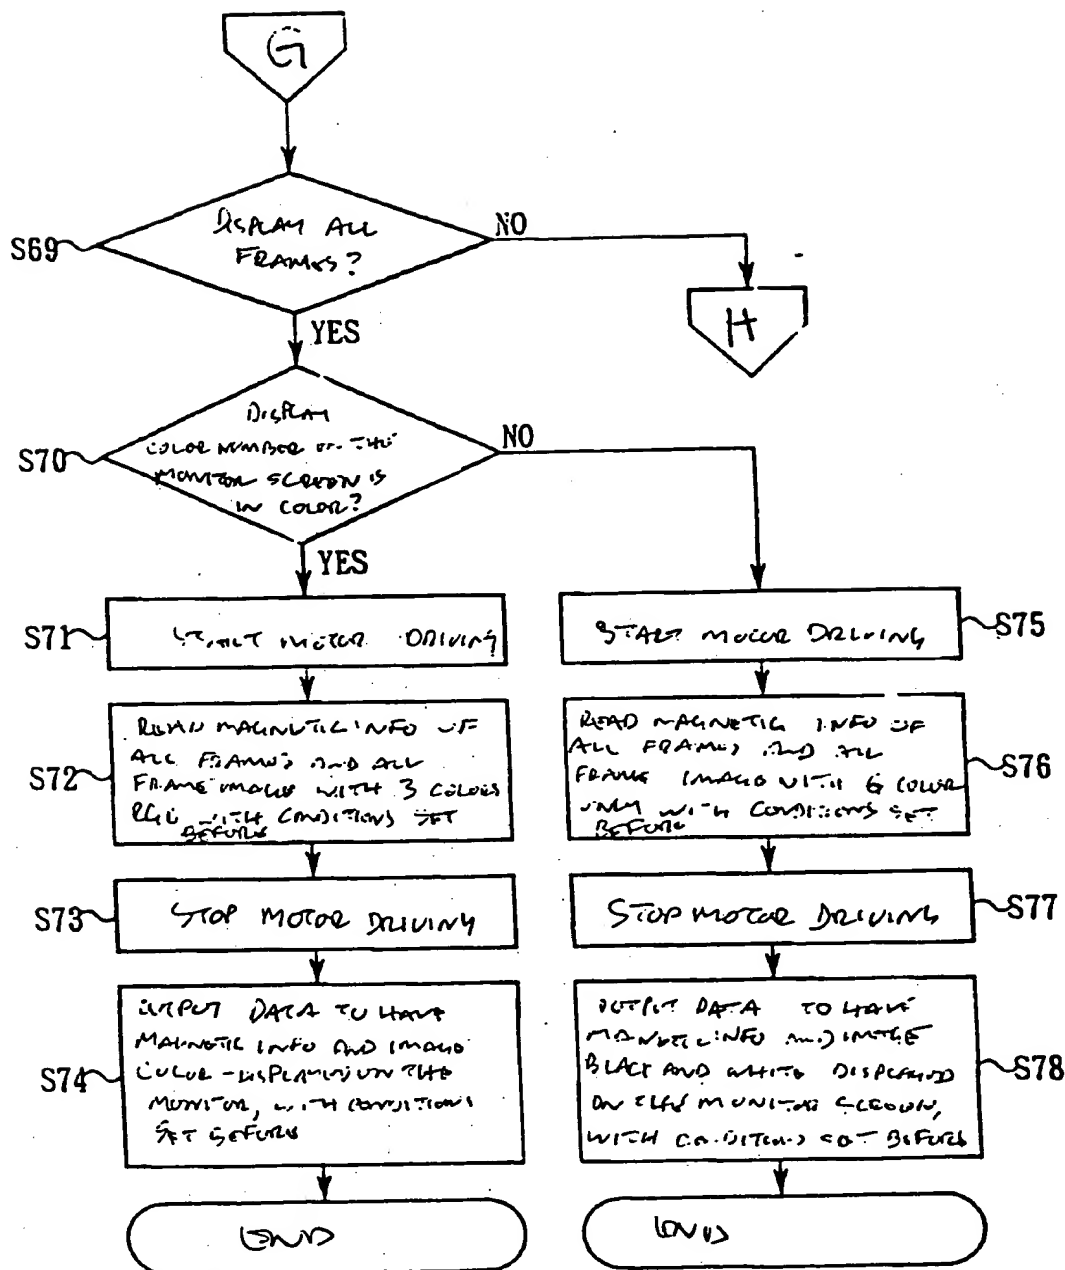 G
DISPLAY ALL
FRAMES?
S69
NO
H
YES
DISPLAY
COLOR NUMBER ON THE
MONITOR SCREEN IS
IN COLOR?
S70
NO
YES
S71
START MOTOR DRIVING
START MOTOR DRIVING
S75
READ MAGNETIC INFO OF
ALL FRAMES AND ALL
FRAME IMAGES WITH 3 COLORS
RGB WITH CONDITIONS SET
BEFORE
S72
READ MAGNETIC INFO OF
ALL FRAMES AND ALL
FRAME IMAGES WITH G COLOR
ONLY WITH CONDITIONS SET
BEFORE
S76
S73
STOP MOTOR DRIVING
STOP MOTOR DRIVING
S77
OUTPUT DATA TO HAVE
MAGNETIC INFO AND IMAGE
COLOR-DISPLAYED ON THE
MONITOR, WITH CONDITIONS
SET BEFORE
S74
OUTPUT DATA TO HAVE
MAGNETIC INFO AND IMAGE
BLACK AND WHITE DISPLAYED
ON THE MONITOR SCREEN,
WITH CONDITIONS SET BEFORE
S78
END
END